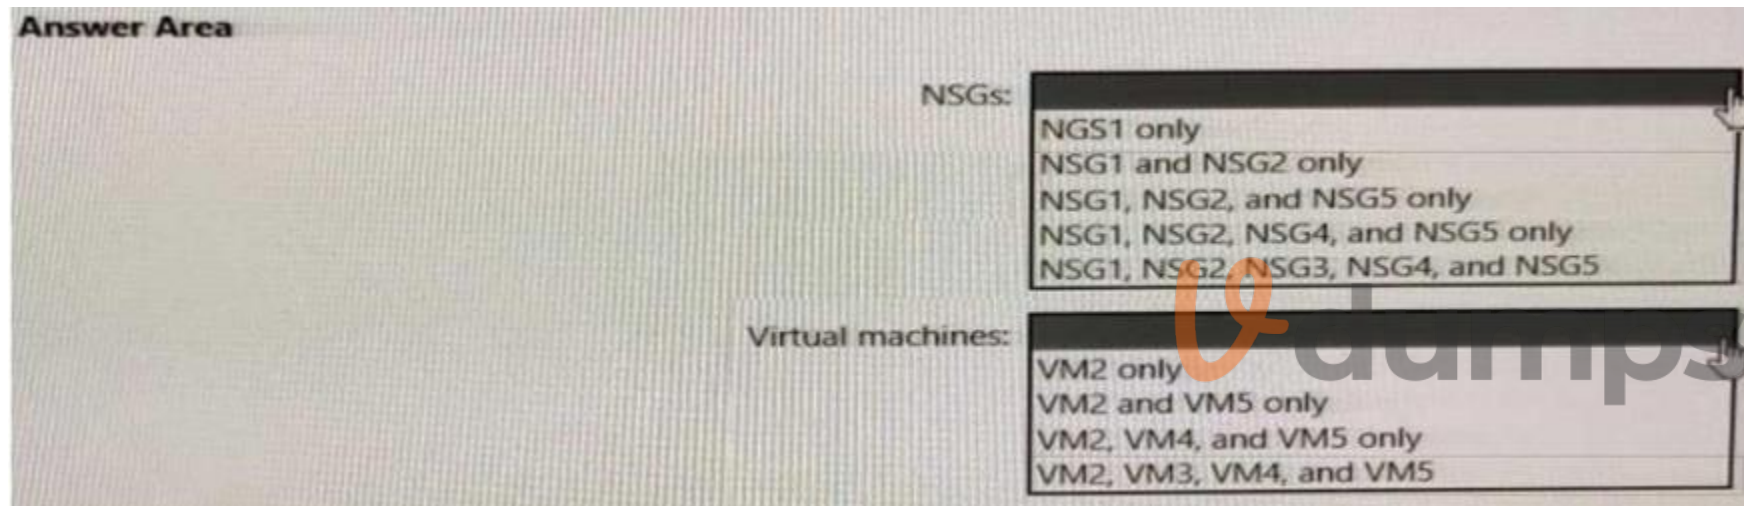 Answer Area
NSGs:
NGS1 only
NSG1 and NSG2 only
NSG1, NSG2, and NSG5 only
NSG1, NSG2, NSG4, and NSG5 only
NSG1, NSG2, NSG3, NSG4, and NSG5
Virtual machines:
VM2 only
VM2 and VM5 only
VM2, VM4, and VM5 only
VM2, VM3, VM4, and VM5
dumps